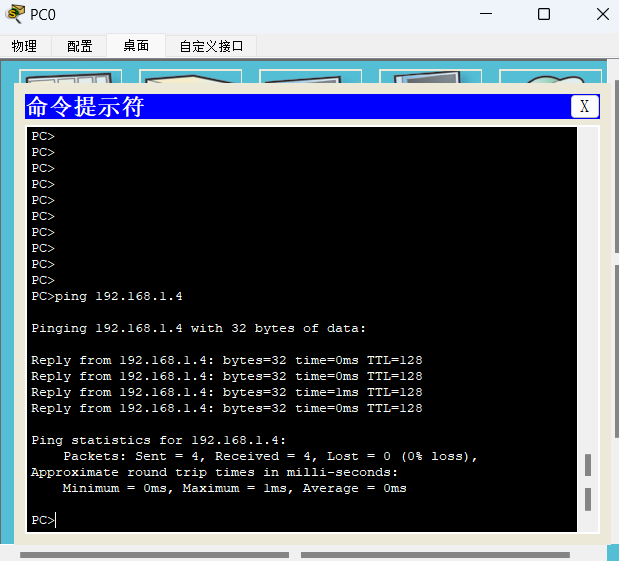 PC0
物理 配置 桌面 自定义接口
命令提示符 X
PC>
PC>
PC>
PC>
PC>
PC>
PC>
PC>
PC>
PC>
PC>ping 192.168.1.4
Pinging 192.168.1.4 with 32 bytes of data:
Reply from 192.168.1.4: bytes=32 time=0ms TTL=128
Reply from 192.168.1.4: bytes=32 time=0ms TTL=128
Reply from 192.168.1.4: bytes=32 time=1ms TTL=128
Reply from 192.168.1.4: bytes=32 time=0ms TTL=128
Ping statistics for 192.168.1.4:
Packets: Sent = 4, Received = 4, Lost = 0 (0% loss),
Approximate round trip times in milli-seconds:
Minimum = 0ms, Maximum = 1ms, Average = 0ms
PC>